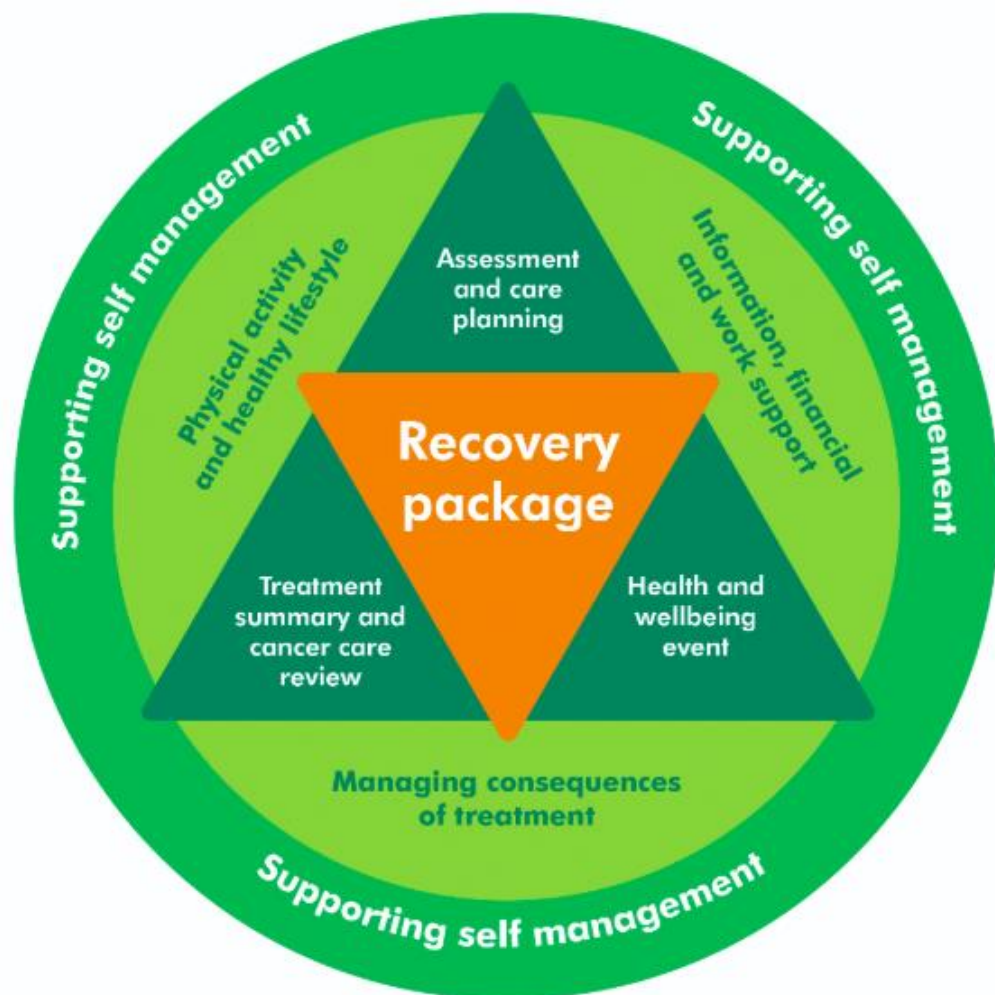 Supporting self management
Supporting self management
Physical activity
and healthy lifestyle
Assessment
and care
planning
Information, financial
and work support
Recovery
package
Treatment
summary and
cancer care
review
Health and
wellbeing
event
Managing consequences
of treatment
Supporting self management